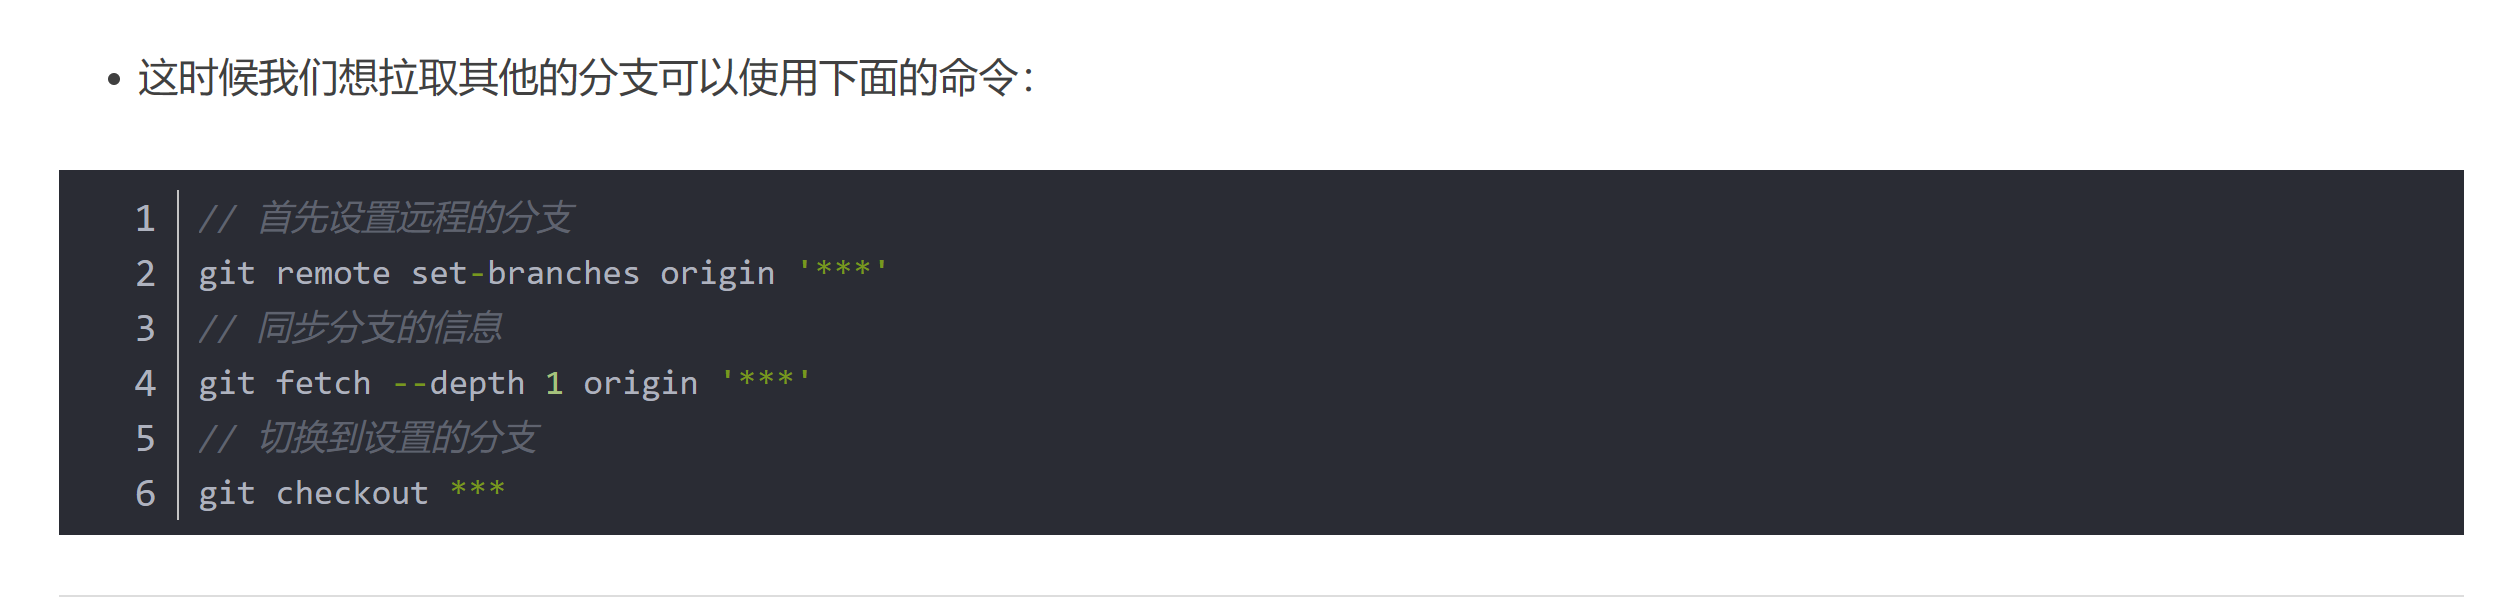 • 这时候我们想拉取其他的分支可以使用下面的命令：
1 // 首先设置远程的分支
2 git remote set-branches origin '***'
3 // 同步分支的信息
4 git fetch --depth 1 origin '***'
5 // 切换到设置的分支
6 git checkout ***